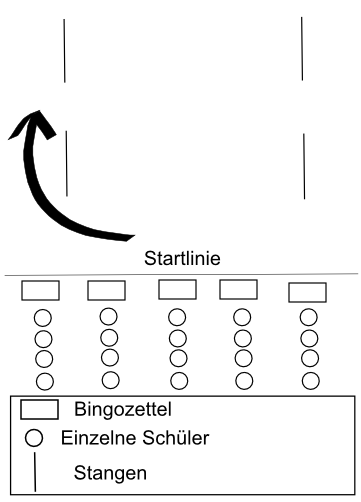 Startlinie
Bingozettel
Einzelne Schüler
Stangen